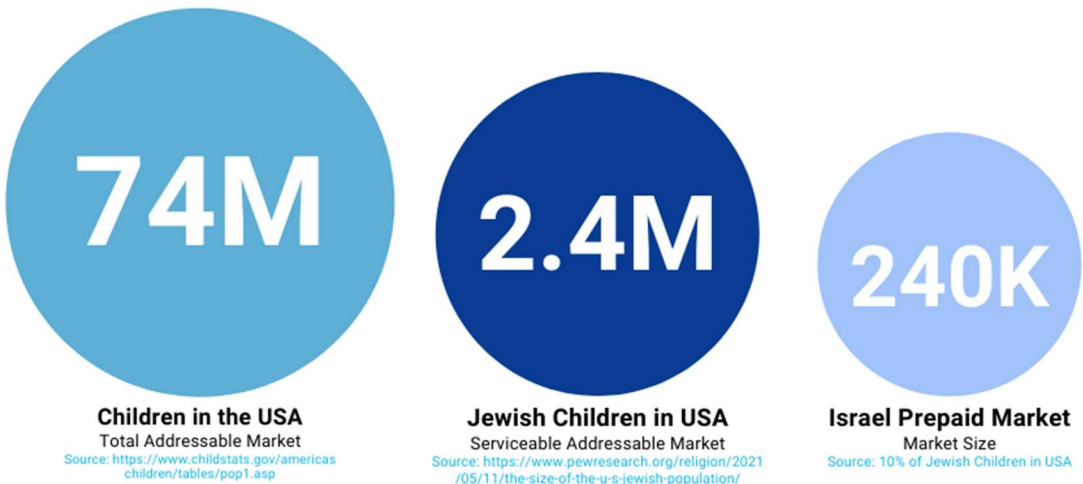 74M
Children in the USA
Total Addressable Market
Source: https://www.childstats.gov/americas
children/tables/pop1.asp
2.4M
Jewish Children in USA
Serviceable Addressable Market
Source: https://www.pewresearch.org/religion/2021
/05/11/the-size-of-the-u-s-jewish-population/
240K
Israel Prepaid Market
Market Size
Source: 10% of Jewish Children in USA